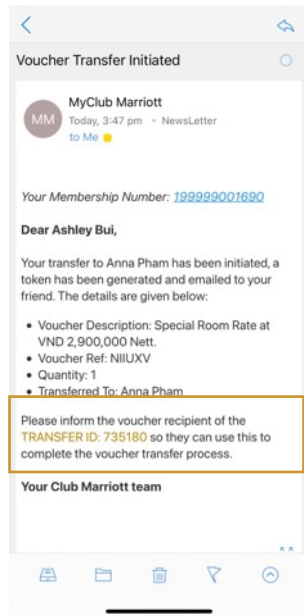 Voucher Transfer Initiated
MM
MyClub Marriott
Today, 3:47 pm • NewsLetter
to Me
Your Membership Number: 199999001690
Dear Ashley Bui,
Your transfer to Anna Pham has been initiated, a
token has been generated and emailed to your
friend. The details are given below:
• Voucher Description: Special Room Rate at
VND 2,900,000 Nett.
• Voucher Ref: NIIUXV
• Quantity: 1
• Transferred To: Anna Pham
Please inform the voucher recipient of the
TRANSFER ID: 735180 so they can use this to
complete the voucher transfer process.
Your Club Marriott team